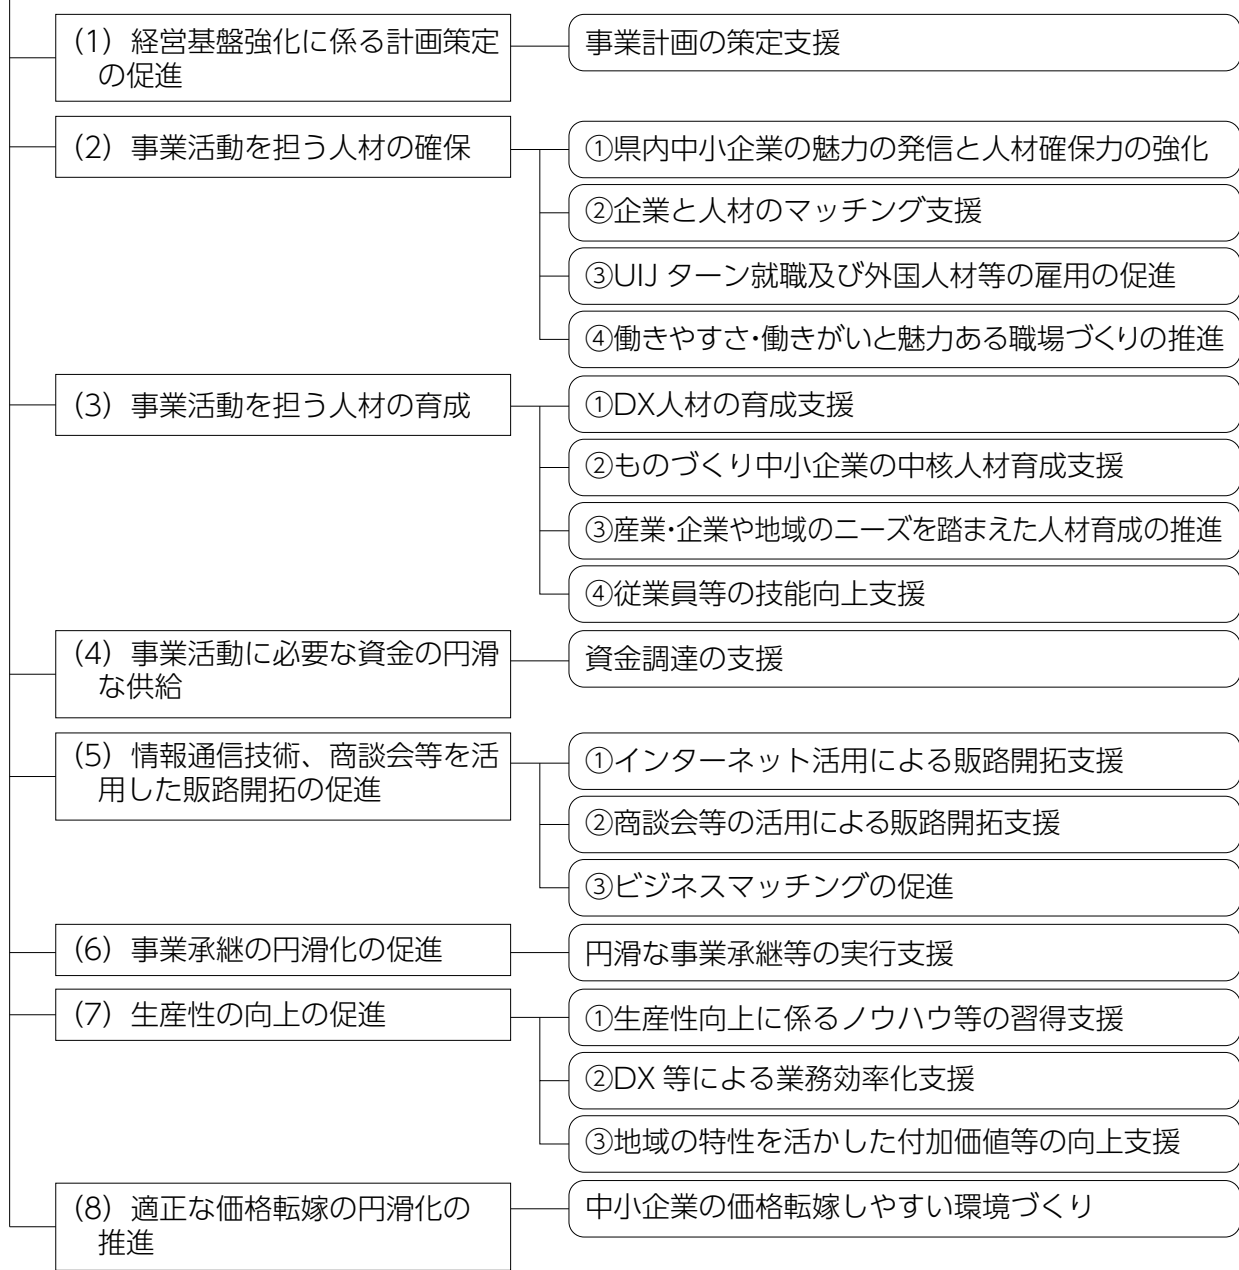 (1) 経営基盤強化に係る計画策定
の促進
事業計画の策定支援
(2) 事業活動を担う人材の確保
①県内中小企業の魅力の発信と人材確保力の強化
②企業と人材のマッチング支援
③UIJ ターン就職及び外国人材等の雇用の促進
④働きやすさ・働きがいと魅力ある職場づくりの推進
(3) 事業活動を担う人材の育成
①DX人材の育成支援
②ものづくり中小企業の中核人材育成支援
③産業・企業や地域のニーズを踏まえた人材育成の推進
④従業員等の技能向上支援
(4) 事業活動に必要な資金の円滑
な供給
資金調達の支援
(5) 情報通信技術、商談会等を活
用した販路開拓の促進
①インターネット活用による販路開拓支援
②商談会等の活用による販路開拓支援
③ビジネスマッチングの促進
(6) 事業承継の円滑化の促進
円滑な事業承継等の実行支援
(7) 生産性の向上の促進
①生産性向上に係るノウハウ等の習得支援
②DX 等による業務効率化支援
③地域の特性を活かした付加価値等の向上支援
(8) 適正な価格転嫁の円滑化の
推進
中小企業の価格転嫁しやすい環境づくり